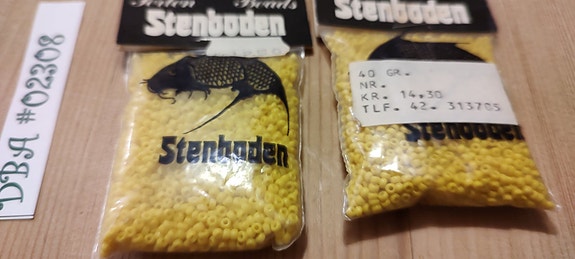 DBA #02308
Perlen Beads
Stenboden
Stenboden
Stenboden
40 GR.
NR.
KR. 14.30
TLF. 42. 313705
Stenboden